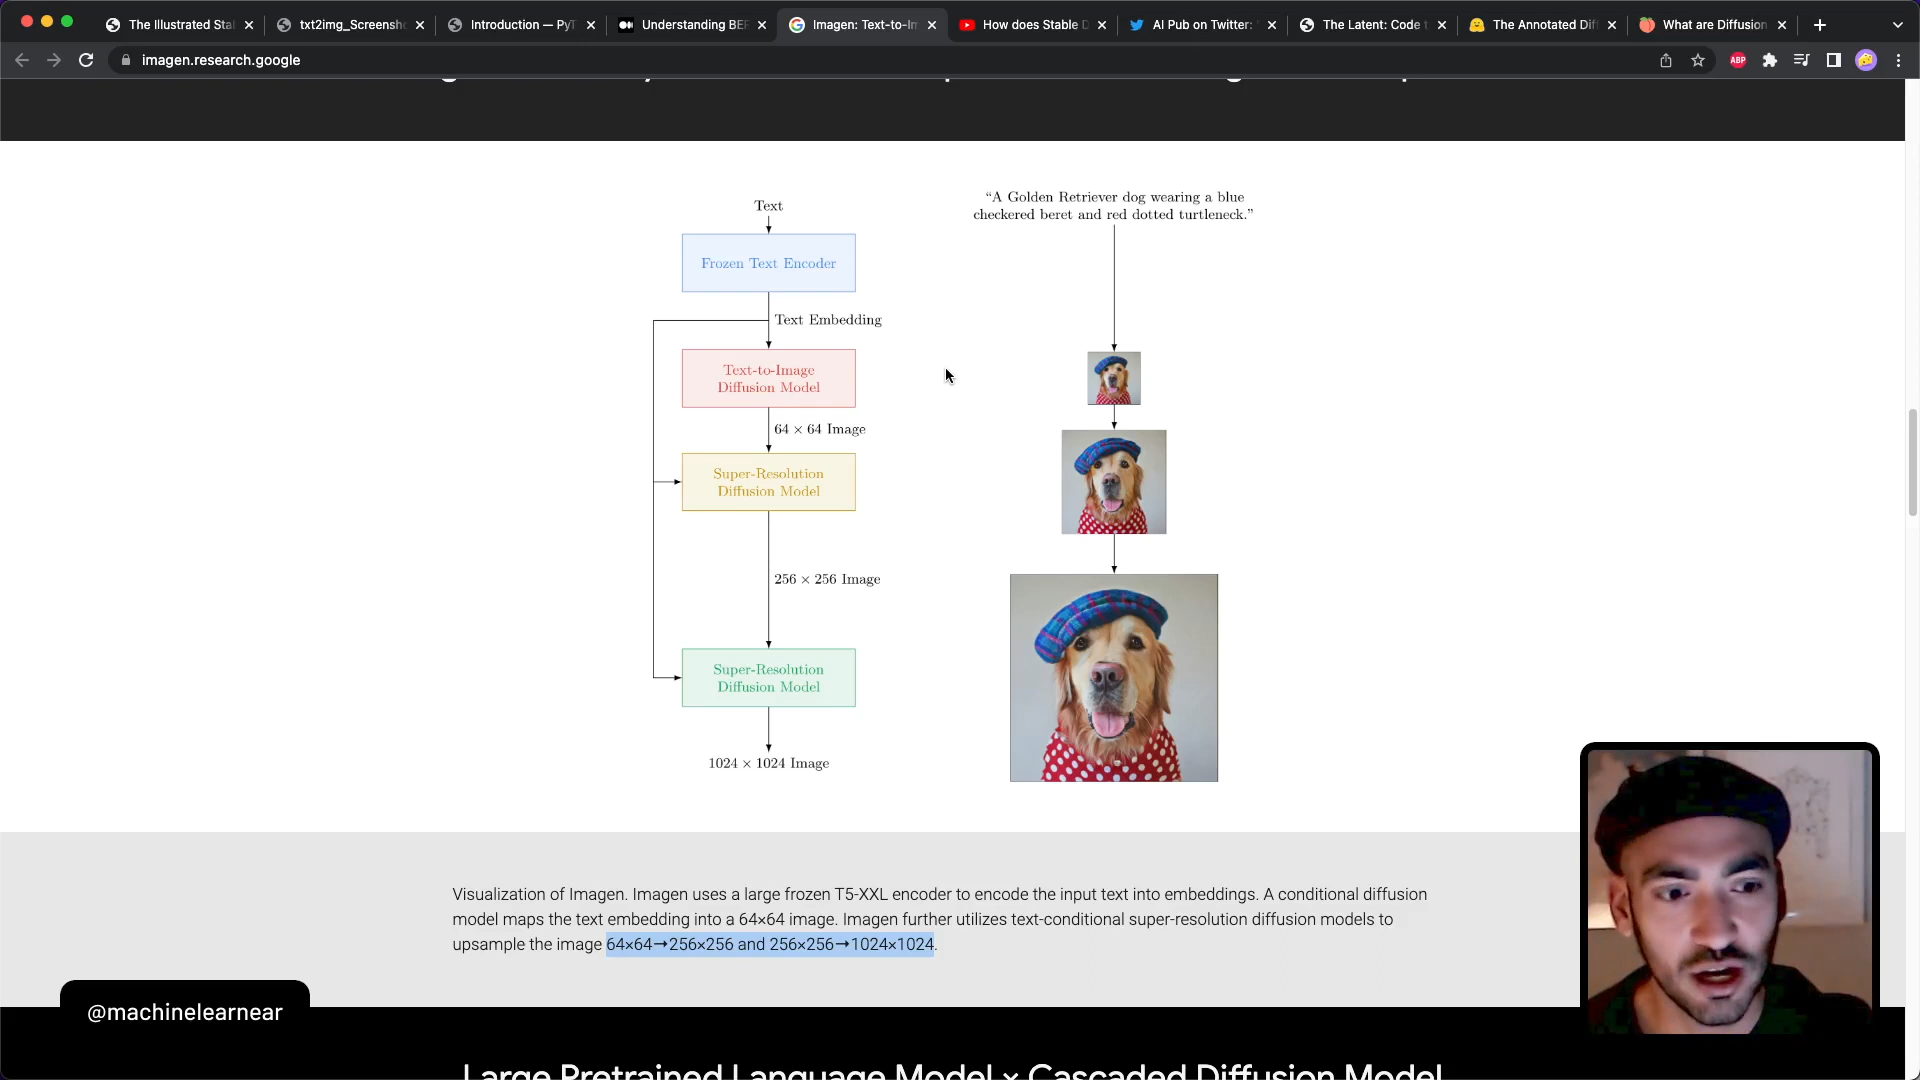 The Illustrated Sta
txt2img_Screensh
Introduction — PyT
Understanding BER
Imagen: Text-to-Im
How does Stable D
AI Pub on Twitter: "
The Latent: Code t
The Annotated Diff
What are Diffusion
imagen.research.google
ABP
Text
Frozen Text Encoder
Text Embedding
Text-to-Image
Diffusion Model
64 × 64 Image
Super-Resolution
Diffusion Model
256 × 256 Image
Super-Resolution
Diffusion Model
1024 × 1024 Image
“A Golden Retriever dog wearing a blue
checkered beret and red dotted turtleneck.”
Visualization of Imagen. Imagen uses a large frozen T5-XXL encoder to encode the input text into embeddings. A conditional diffusion
model maps the text embedding into a 64×64 image. Imagen further utilizes text-conditional super-resolution diffusion models to
upsample the image 64×64→256×256 and 256×256→1024×1024.
@machinelearnear
Large Pretrained Language Model × Cascaded Diffusion Model